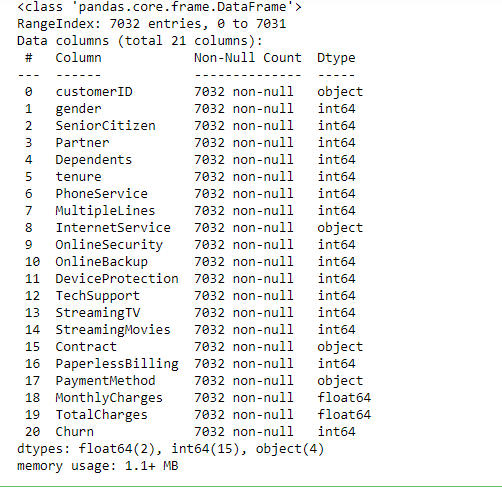 <class 'pandas.core.frame.DataFrame'>
RangeIndex: 7032 entries, 0 to 7031
Data columns (total 21 columns):
 #   Column            Non-Null Count  Dtype
---  ------            --------------  -----
 0   customerID        7032 non-null   object
 1   gender            7032 non-null   int64
 2   SeniorCitizen     7032 non-null   int64
 3   Partner           7032 non-null   int64
 4   Dependents        7032 non-null   int64
 5   tenure            7032 non-null   int64
 6   PhoneService      7032 non-null   int64
 7   MultipleLines     7032 non-null   int64
 8   InternetService   7032 non-null   object
 9   OnlineSecurity    7032 non-null   int64
 10  OnlineBackup      7032 non-null   int64
 11  DeviceProtection  7032 non-null   int64
 12  TechSupport       7032 non-null   int64
 13  StreamingTV       7032 non-null   int64
 14  StreamingMovies   7032 non-null   int64
 15  Contract          7032 non-null   object
 16  PaperlessBilling  7032 non-null   int64
 17  PaymentMethod     7032 non-null   object
 18  MonthlyCharges    7032 non-null   float64
 19  TotalCharges      7032 non-null   float64
 20  Churn             7032 non-null   int64
dtypes: float64(2), int64(15), object(4)
memory usage: 1.1+ MB